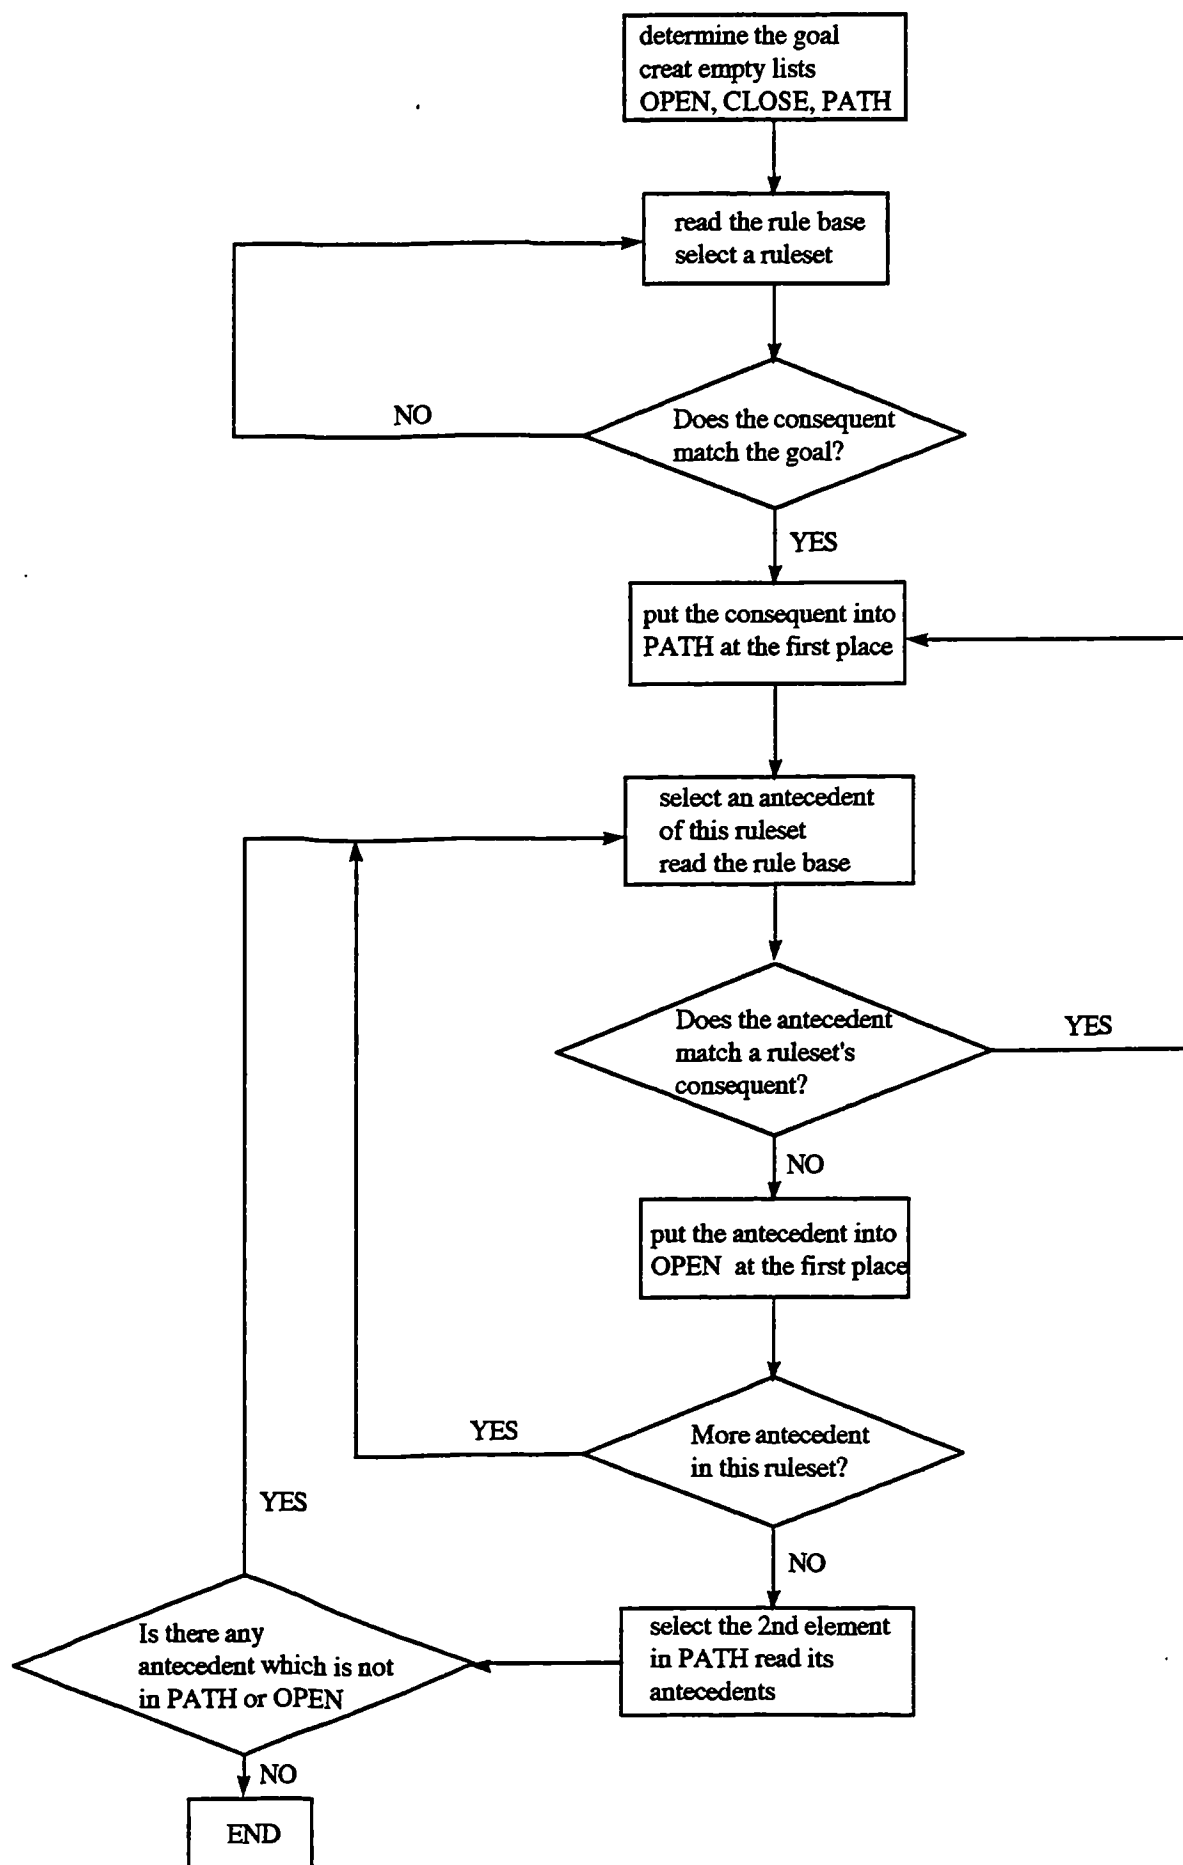 determine the goal
creat empty lists
OPEN, CLOSE, PATH
read the rule base
select a ruleset
NO
Does the consequent
match the goal?
YES
put the consequent into
PATH at the first place
select an antecedent
of this ruleset
read the rule base
Does the antecedent
match a ruleset's
consequent?
YES
NO
put the antecedent into
OPEN at the first place
YES
More antecedent
in this ruleset?
YES
NO
Is there any
antecedent which is not
in PATH or OPEN
select the 2nd element
in PATH read its
antecedents
NO
END